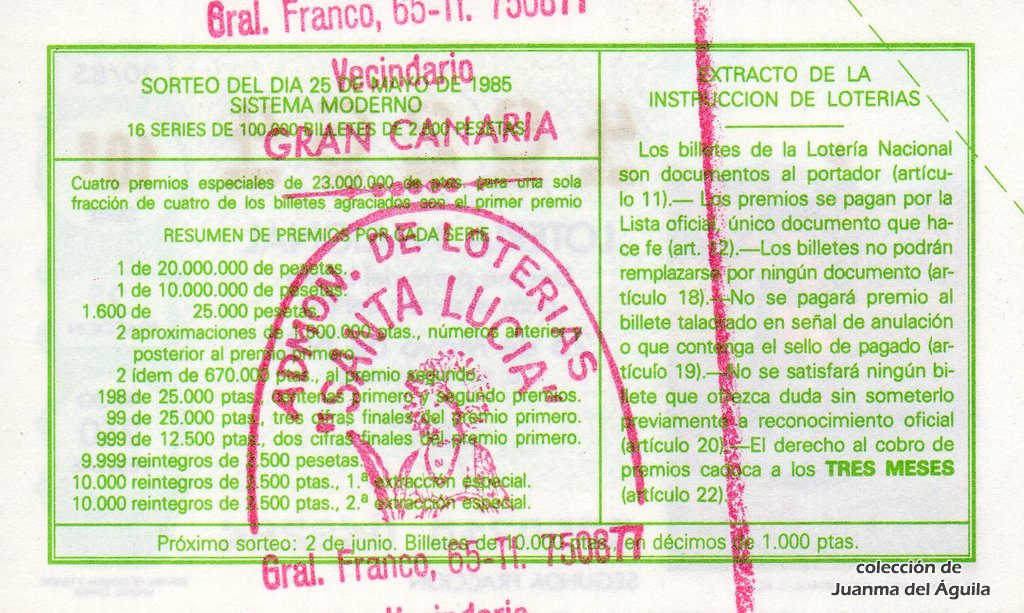 Gral. Franco, 65-Tf. 750877
Vecindario
GRAN CANARIA
SORTEO DEL DIA 25 DE MAYO DE 1985
SISTEMA MODERNO
16 SERIES DE 100.000 BILLETES DE 2.500 PESETAS
Cuatro premios especiales de 23.000.000 de ptas. para una sola
fracción de cuatro de los billetes agraciados con el primer premio
RESUMEN DE PREMIOS POR CADA SERIE
1 de 20.000.000 de pesetas.
1 de 10.000.000 de pesetas.
1.600 de 25.000 pesetas.
2 aproximaciones de 1.500.000 ptas., números anterior y
posterior al premio primero.
2 ídem de 670.000 ptas., al premio segundo.
198 de 25.000 ptas., centenas primero y segundo premios.
99 de 25.000 ptas., tres cifras finales del premio primero.
999 de 12.500 ptas., dos cifras finales del premio primero.
9.999 reintegros de 2.500 pesetas.
10.000 reintegros de 2.500 ptas., 1.ª extracción especial.
10.000 reintegros de 2.500 ptas., 2.ª extracción especial.
ADMON. DE LOTERIAS
"SANTA LUCIA"
EXTRACTO DE LA
INSTRUCCION DE LOTERIAS
Los billetes de la Lotería Nacional
son documentos al portador (artícu-
lo 11).— Los premios se pagan por la
Lista oficial, único documento que ha-
ce fe (art. 12).—Los billetes no podrán
remplazarse por ningún documento (ar-
tículo 18).—No se pagará premio al
billete taladrado en señal de anulación
o que contenga el sello de pagado (ar-
tículo 19).—No se satisfará ningún bi-
llete que ofrezca duda sin someterlo
previamente a reconocimiento oficial
(artículo 20).—El derecho al cobro de
premios caduca a los TRES MESES
(artículo 22).
Próximo sorteo: 2 de junio. Billetes de 10.000 ptas. en décimos de 1.000 ptas.
Gral. Franco, 65-Tf. 750877
Vecindario
SEGUNDA FRACCION
colección de
Juanma del Águila